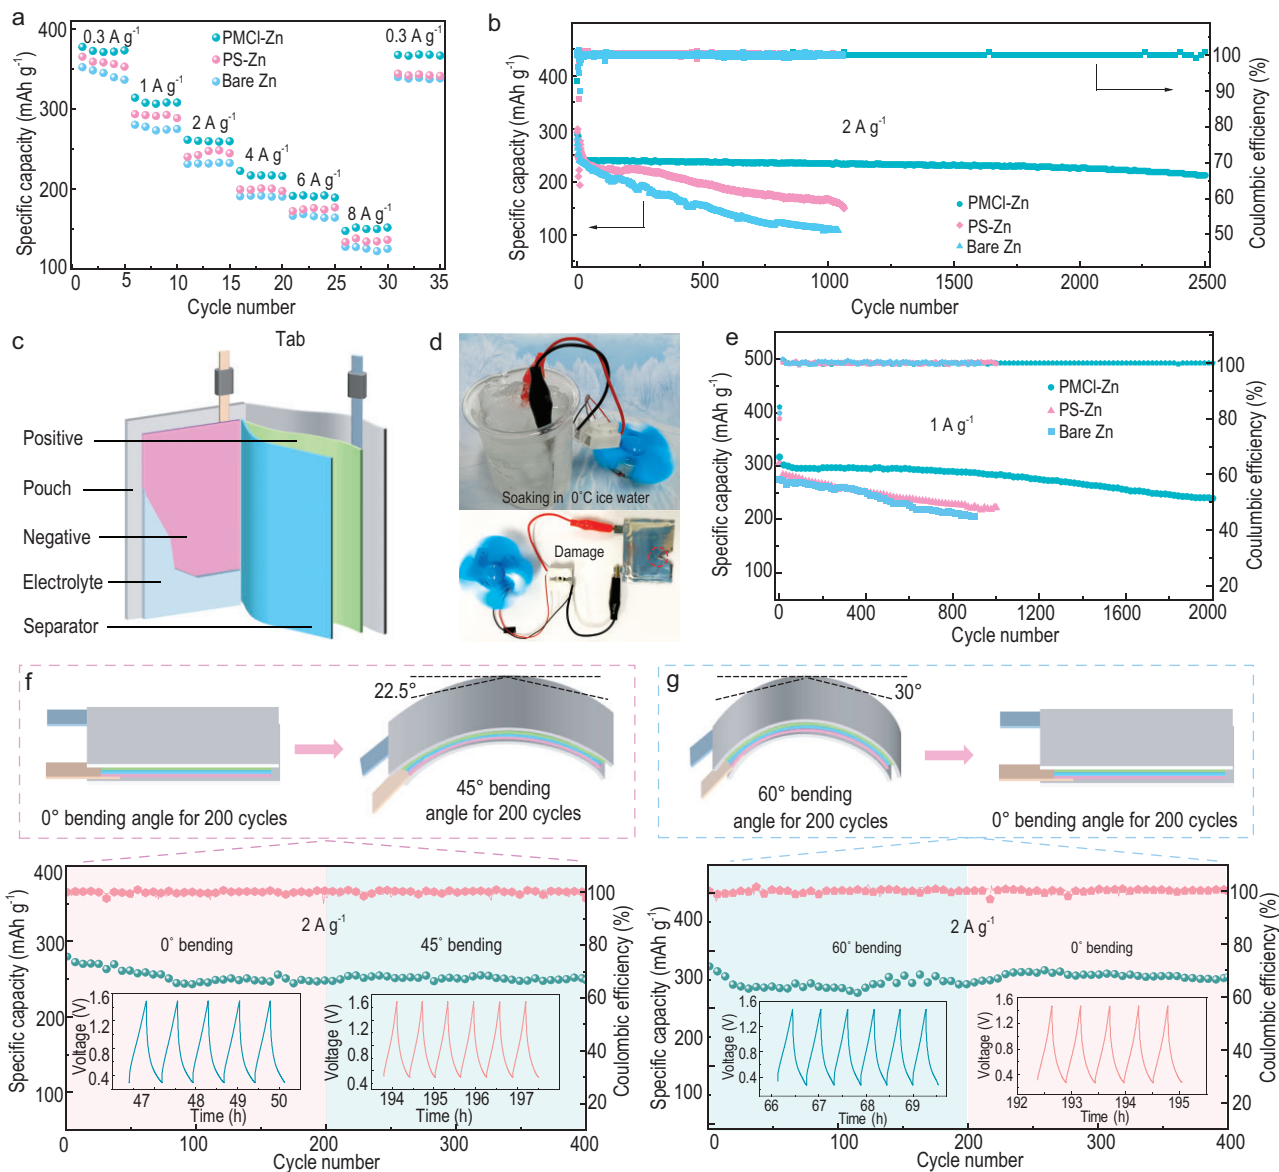 a
400
300
200
100
Specific capacity (mAh g-1)
0.3 A g-1
1 A g-1
2 A g-1
4 A g-1
6 A g-1
8 A g-1
0.3 A g-1
PMCl-Zn
PS-Zn
Bare Zn
0 5 10 15 20 25 30 35
Cycle number
b
400
300
200
100
Specific capacity (mAh g-1)
2 A g-1
PMCl-Zn
PS-Zn
Bare Zn
100
90
80
70
60
50
Coulombic efficiency (%)
0 500 1000 1500 2000 2500
Cycle number
c
Tab
Positive
Pouch
Negative
Electrolyte
Separator
d
Soaking in 0°C ice water
Damage
e
500
400
300
200
100
Specific capacity (mAh g-1)
1 A g-1
PMCl-Zn
PS-Zn
Bare Zn
100
80
60
40
20
Coulombic efficiency (%)
0 400 800 1200 1600 2000
Cycle number
f
22.5°
0° bending angle for 200 cycles
45° bending
angle for 200 cycles
g
30°
60° bending
angle for 200 cycles
0° bending angle for 200 cycles
400
350
300
250
200
150
100
50
Specific capacity (mAh g-1)
2 A g-1
0° bending
45° bending
1.6
1.2
0.8
0.4
Voltage (V)
47 48 49 50
Time (h)
1.6
1.2
0.8
0.4
Voltage (V)
194 195 196 197
Time (h)
100
80
70
60
40
30
20
Coulombic efficiency (%)
0 100 200 300 400
Cycle number
400
350
300
200
150
100
50
Specific capacity (mAh g-1)
2 A g-1
60° bending
0° bending
1.6
1.2
0.8
0.4
Voltage (V)
66 67 68 69
Time (h)
1.6
1.2
0.8
0.4
0.0
Voltage (V)
192 193 194 195
Time (h)
100
80
60
40
20
Coulombic efficiency (%)
0 100 200 300 400
Cycle number